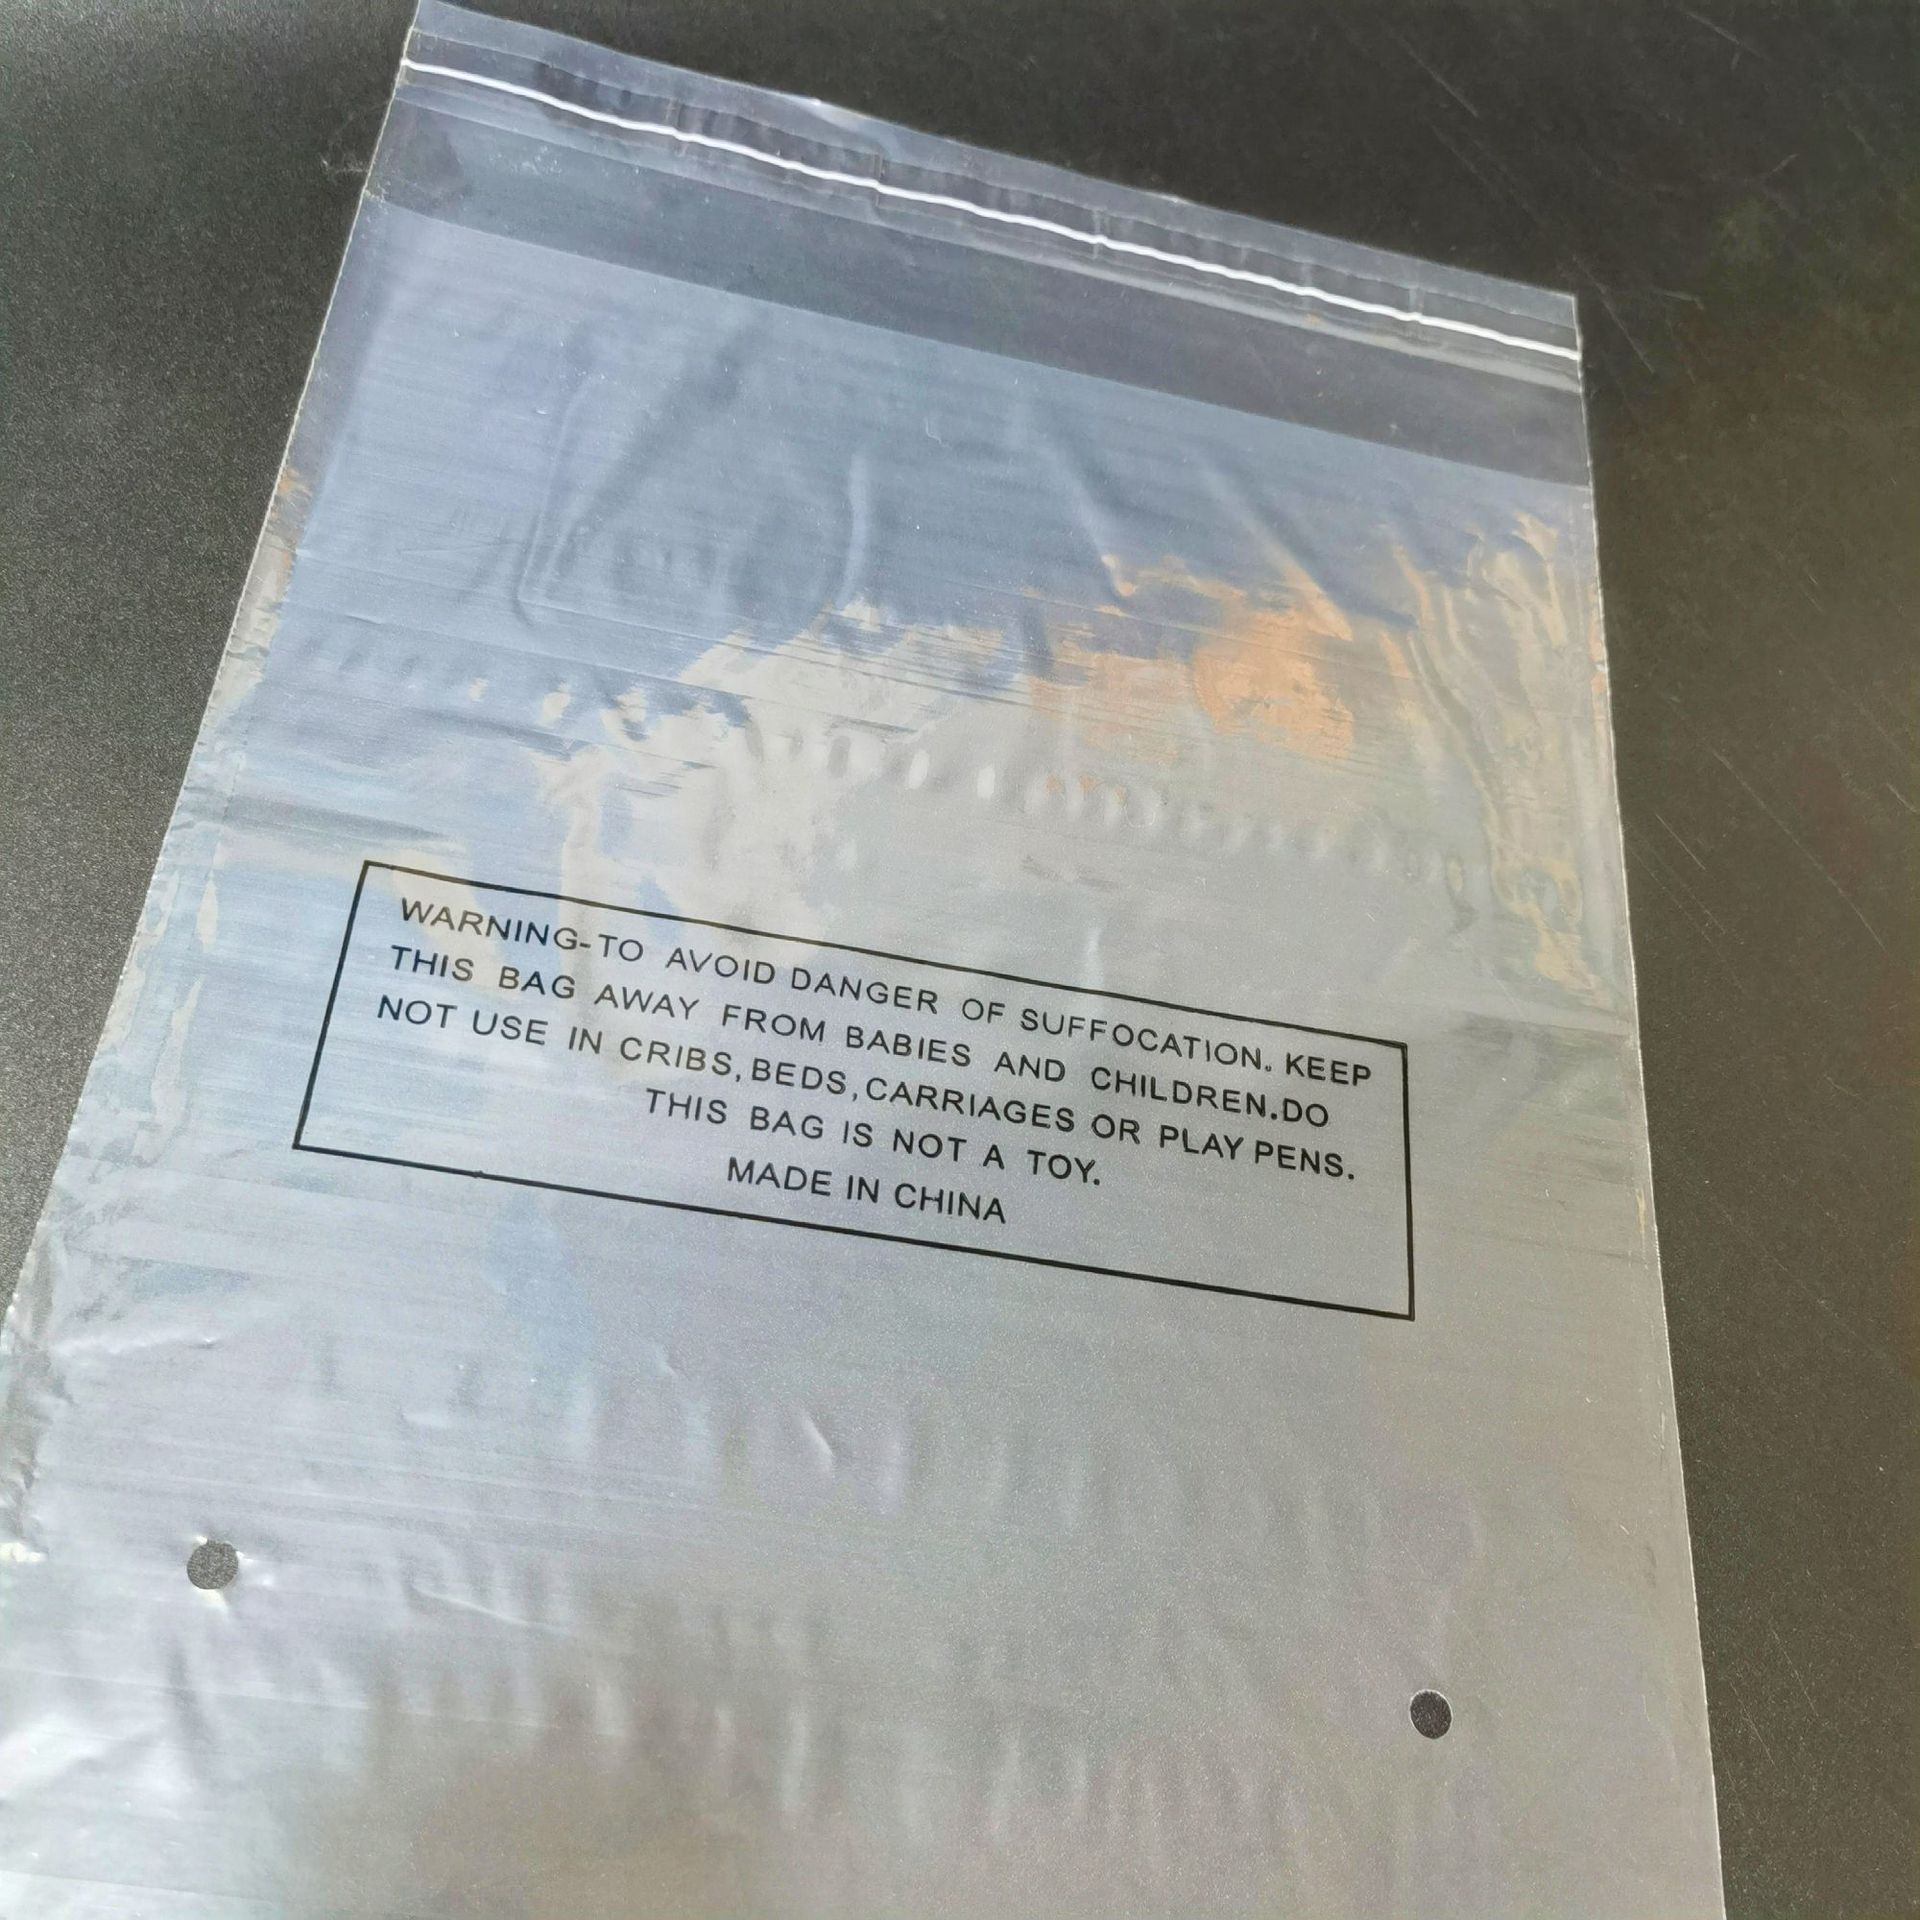 WARNING-TO AVOID DANGER OF SUFFOCATION. KEEP
THIS BAG AWAY FROM BABIES AND CHILDREN.DO
NOT USE IN CRIBS,BEDS,CARRIAGES OR PLAY PENS.
THIS BAG IS NOT A TOY.
MADE IN CHINA